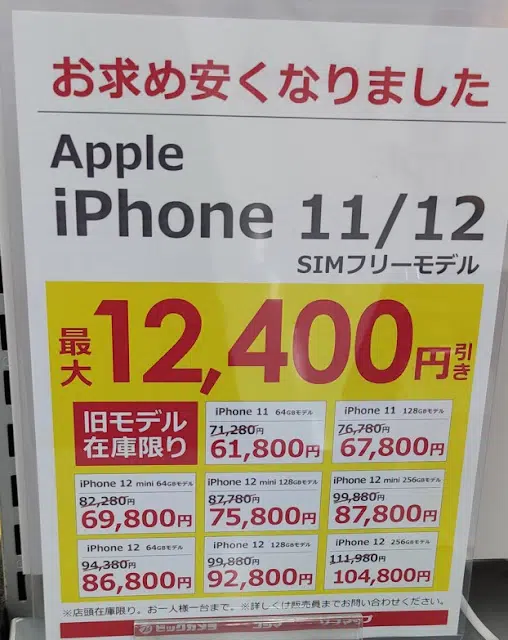 お求め安くなりました
Apple
iPhone 11/12
SIMフリーモデル
最大12,400円引き
旧モデル
在庫限り
iPhone 11 64GBモデル
71,280円
61,800円
iPhone 11 128GBモデル
76,780円
67,800円
iPhone 12 mini 64GBモデル
82,280円
69,800円
iPhone 12 mini 128GBモデル
87,780円
75,800円
iPhone 12 mini 256GBモデル
99,880円
87,800円
iPhone 12 64GBモデル
94,380円
86,800円
iPhone 12 128GBモデル
99,880円
92,800円
iPhone 12 256GBモデル
111,980円
104,800円
※店頭在庫限り。お一人様一台まで。※詳しくは販売員までお問い合わせください。
ビックカメラ